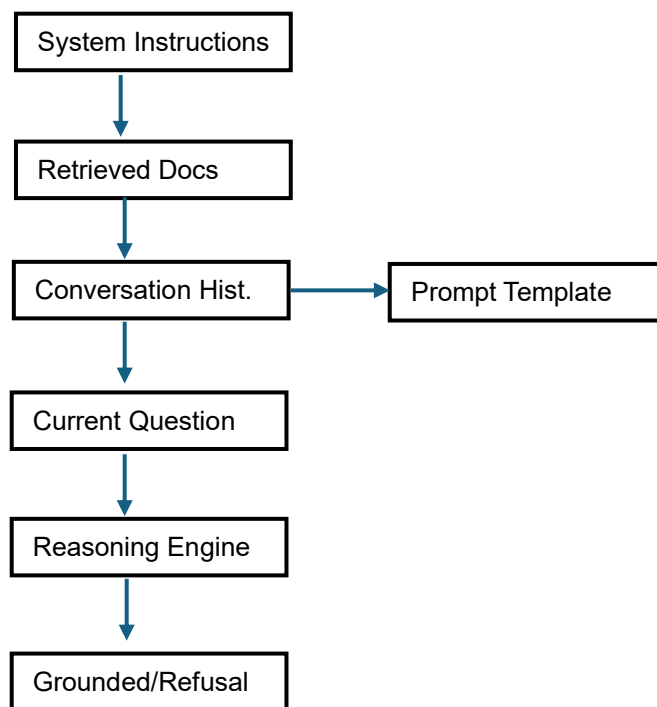 System Instructions
Retrieved Docs
Conversation Hist.
Prompt Template
Current Question
Reasoning Engine
Grounded/Refusal